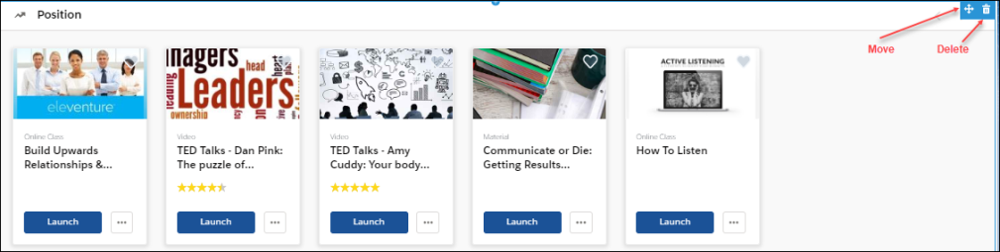 Position
Move
Delete
eleventure
Online Class
Build Upwards
Relationships &...
Launch
...
nagers
head
heart
Leaders
leading
ownership
Video
TED Talks - Dan Pink:
The puzzle of...
Launch
...
Video
TED Talks - Amy
Cuddy: Your body...
Launch
...
Material
Communicate or Die:
Getting Results...
Launch
...
ACTIVE LISTENING
Online Class
How To Listen
Launch
...